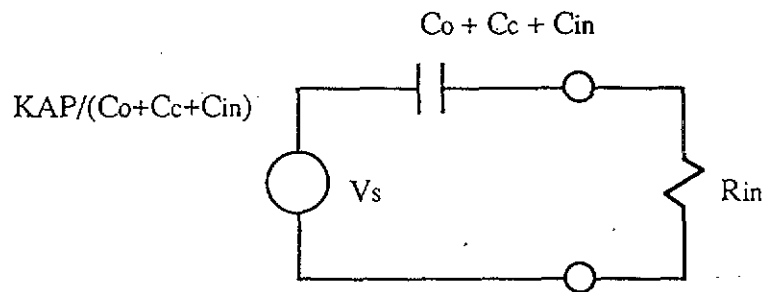 Co + Cc + Cin
KAP/(Co+Cc+Cin)
Vs
Rin